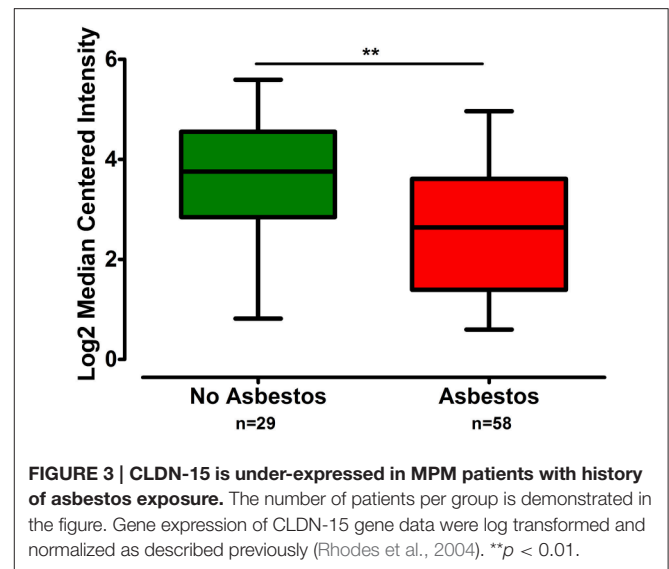 **
Log2 Median Centered Intensity
6
4
2
0
No Asbestos
Asbestos
n=29
n=58
FIGURE 3 | CLDN-15 is under-expressed in MPM patients with history
of asbestos exposure. The number of patients per group is demonstrated in
the figure. Gene expression of CLDN-15 gene data were log transformed and
normalized as described previously (Rhodes et al., 2004). **p < 0.01.